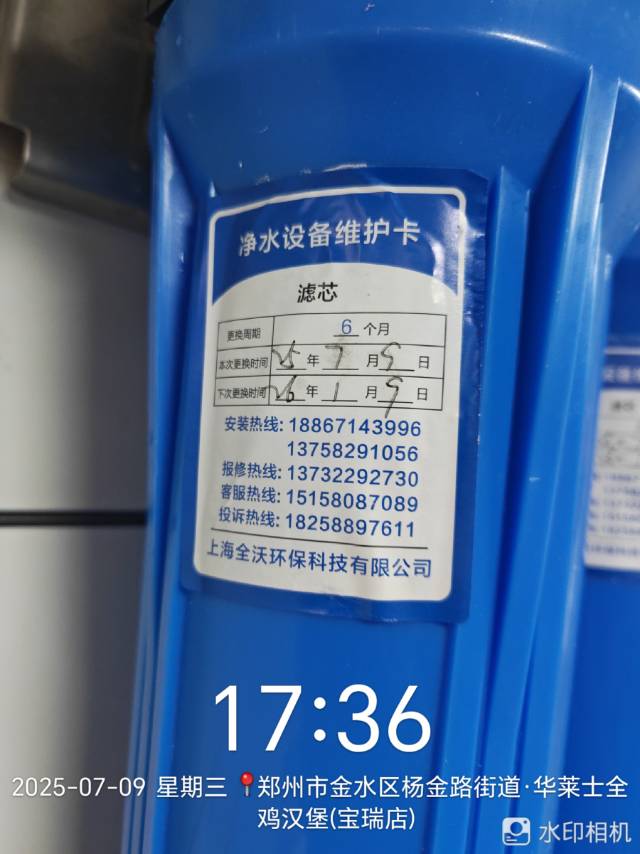 净水设备维护卡
滤芯
更换周期 6 个月
本次更换时间 25 年 7 月 9 日
下次更换时间 26 年 1 月 9 日
安装热线: 18867143996
13758291056
报修热线: 13732292730
客服热线: 15158087089
投诉热线: 18258897611
上海全沃环保科技有限公司
17:36
2025-07-09 星期三 郑州市金水区杨金路街道·华莱士全
鸡汉堡(宝瑞店)
水印相机